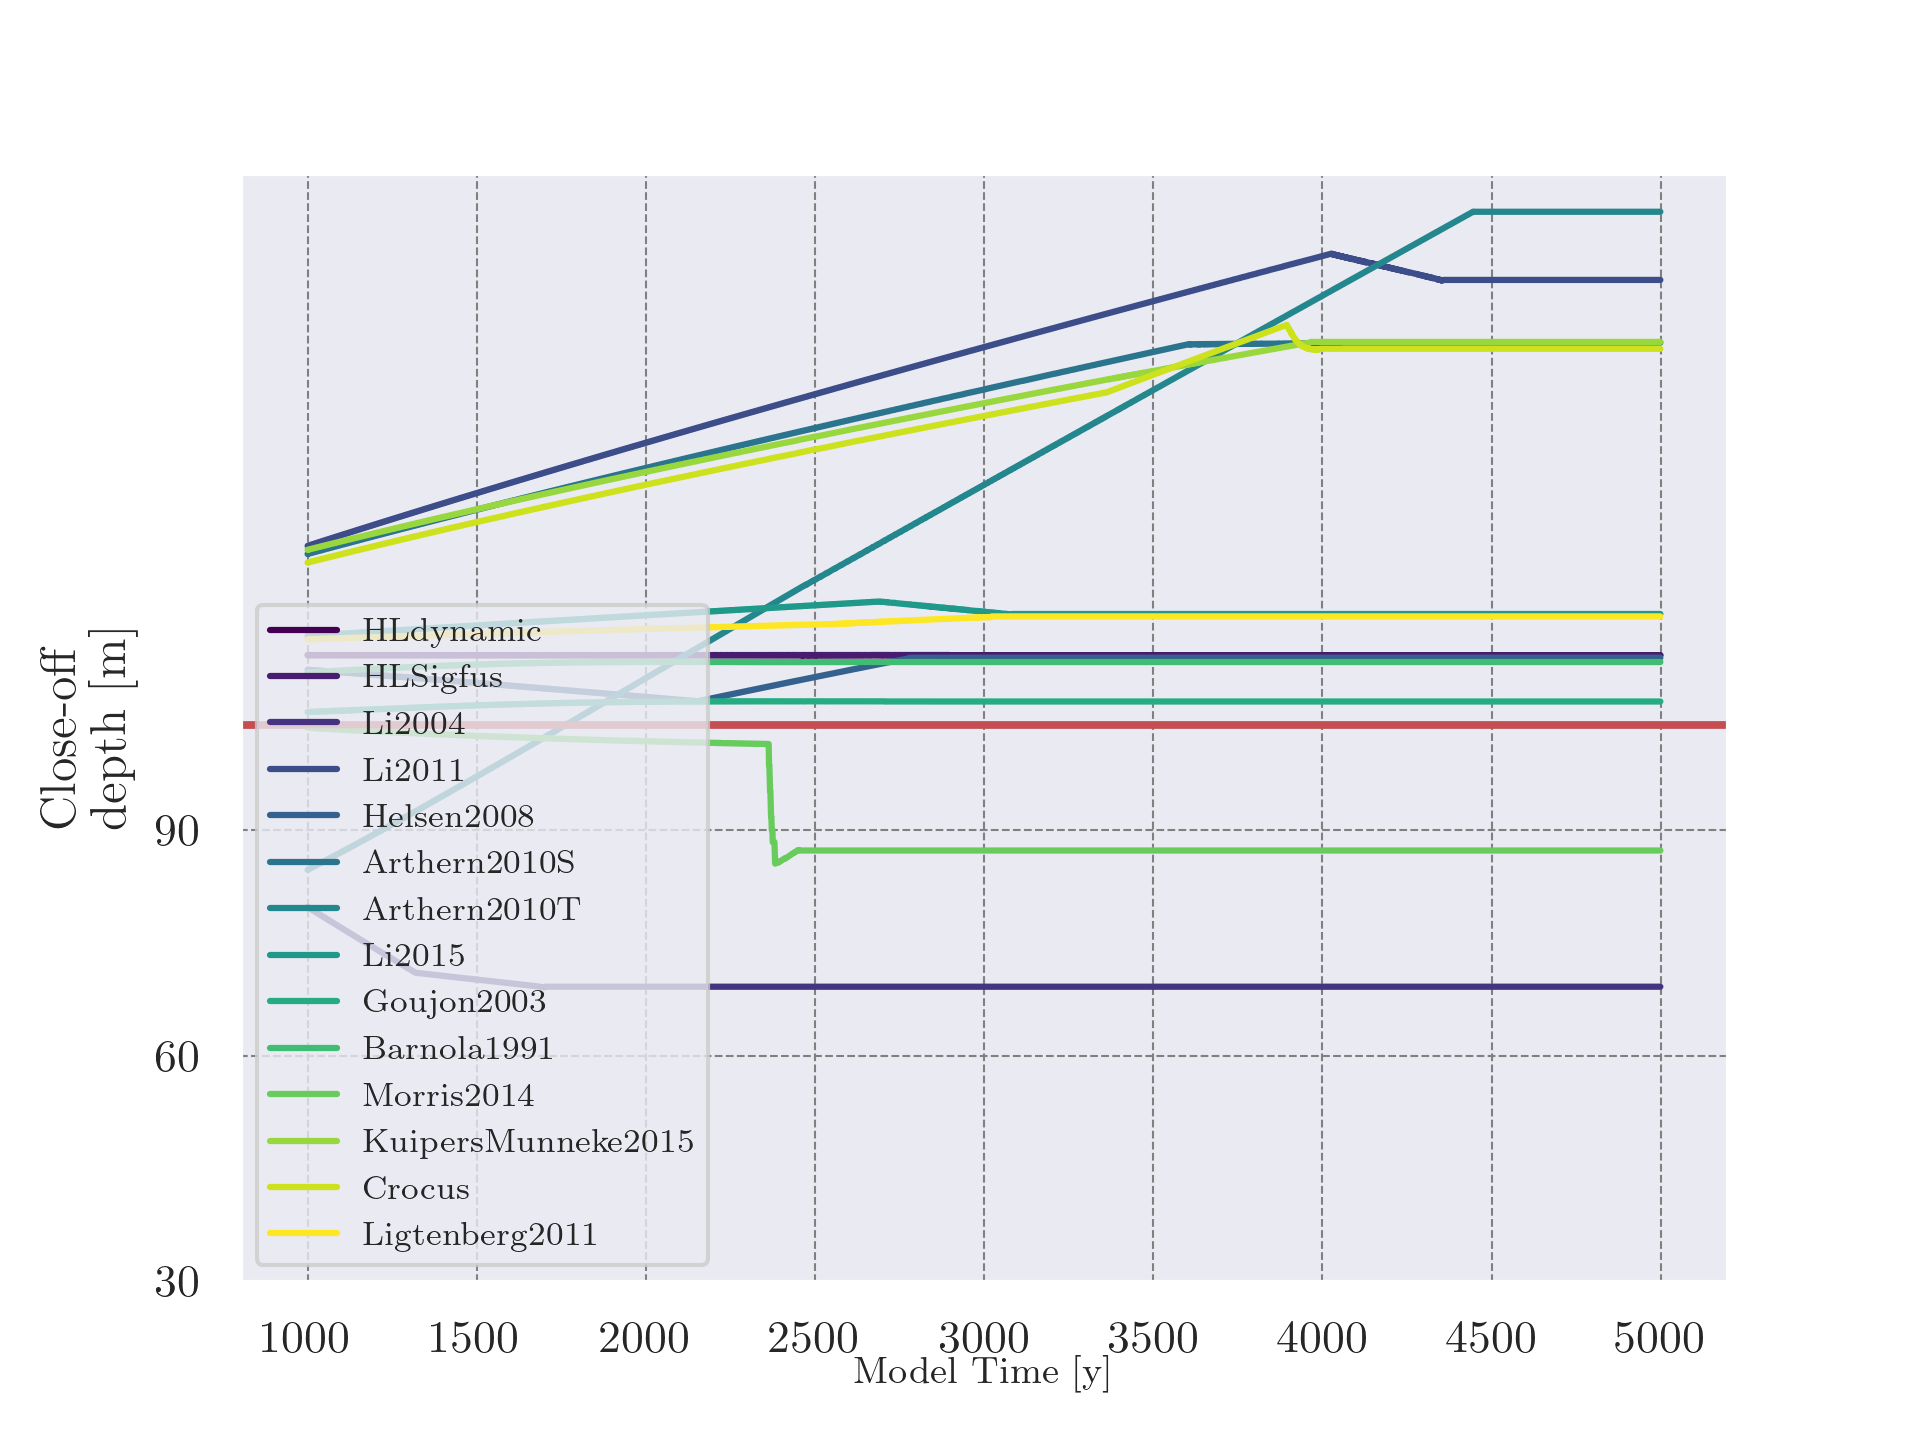 Close-off
depth [m]
90
60
30
HLdynamic
HLSigfus
Li2004
Li2011
Helsen2008
Arthern2010S
Arthern2010T
Li2015
Goujon2003
Barnola1991
Morris2014
KuipersMunneke2015
Crocus
Ligtenberg2011
1000 1500 2000 2500 3000 3500 4000 4500 5000
Model Time [y]